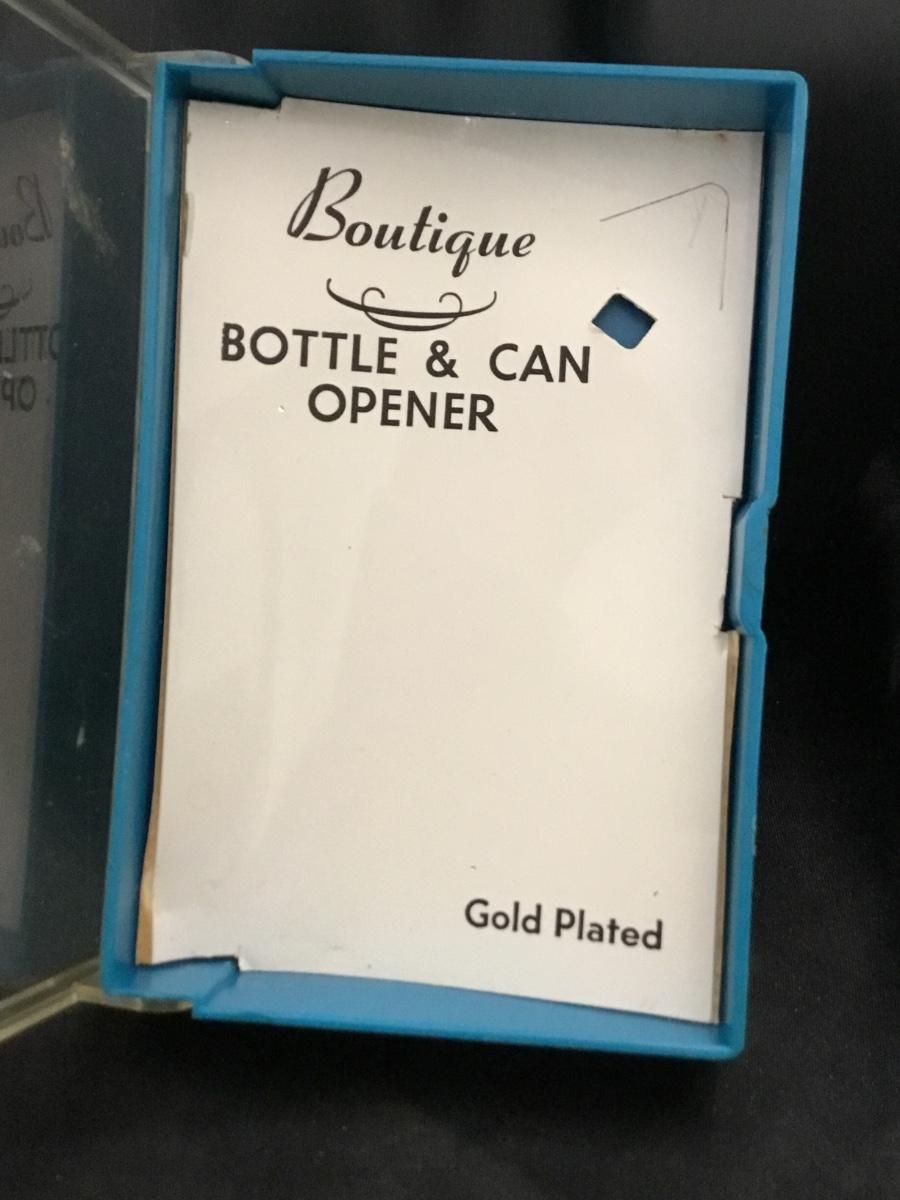 Boutique
BOTTLE & CAN
OPENER
Gold Plated